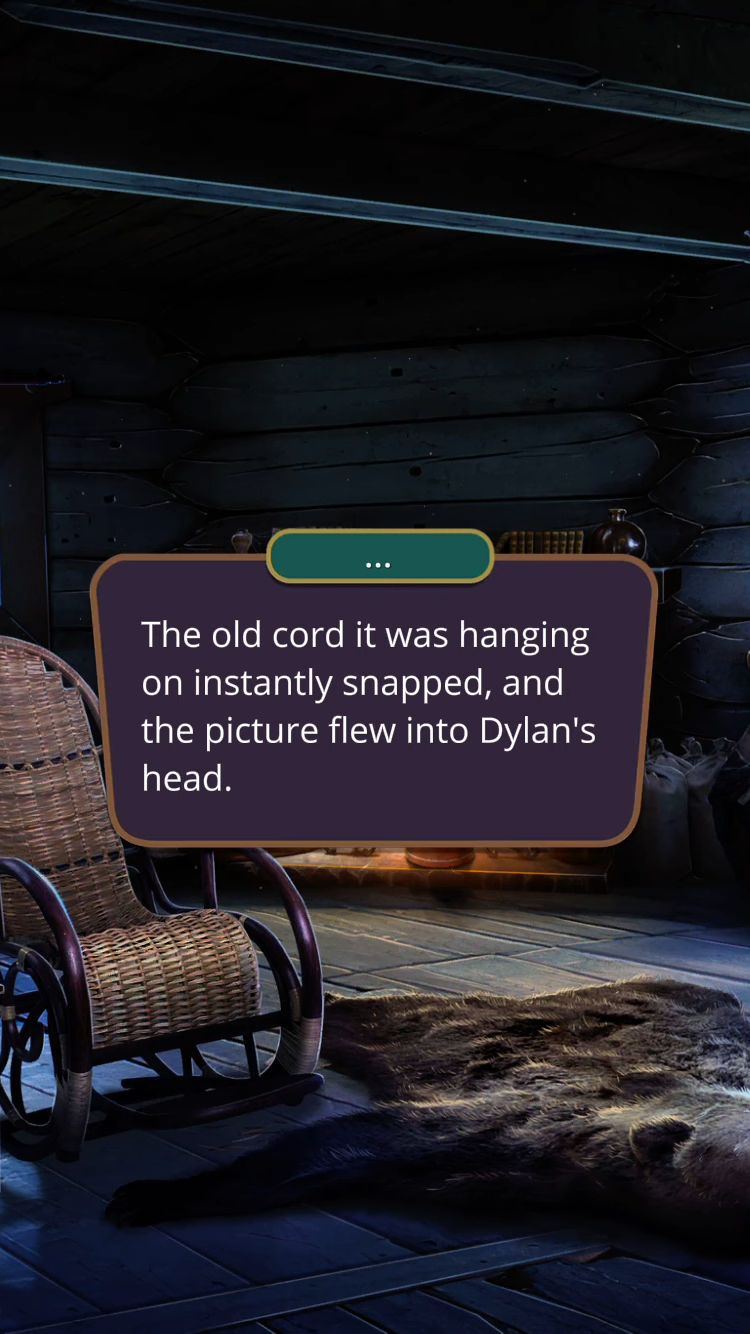 ...
The old cord it was hanging
on instantly snapped, and
the picture flew into Dylan's
head.